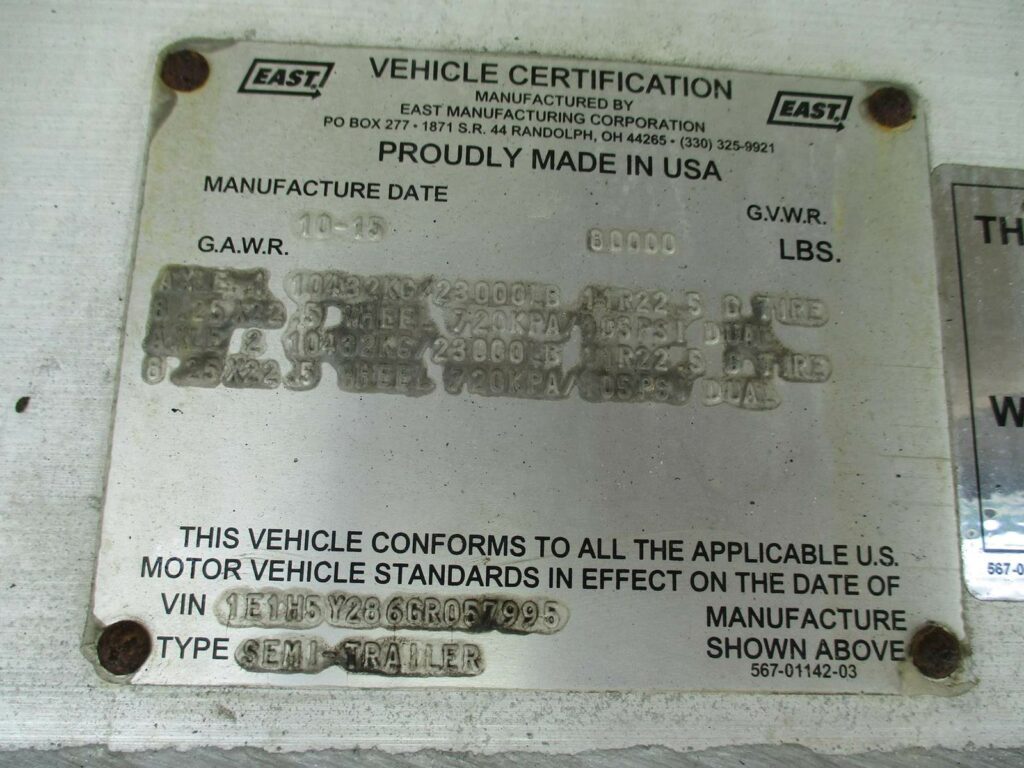 EAST. VEHICLE CERTIFICATION EAST.
MANUFACTURED BY
EAST MANUFACTURING CORPORATION
PO BOX 277 • 1871 S.R. 44 RANDOLPH, OH 44265 • (330) 325-9921
PROUDLY MADE IN USA
MANUFACTURE DATE
10-15
G.V.W.R.
80000 LBS.
G.A.W.R.
AXLE 1 10432KG/23000LB 11R22.5 G TIRE
8.25X22.5 WHEEL 720KPA/105PSI DUAL
AXLE 2 10432KG/23000LB 11R22.5 G TIRE
8.25X22.5 WHEEL 720KPA/105PSI DUAL
THIS VEHICLE CONFORMS TO ALL THE APPLICABLE U.S.
MOTOR VEHICLE STANDARDS IN EFFECT ON THE DATE OF
VIN 1E1H5Y286GR057995 MANUFACTURE
TYPE SEMI-TRAILER SHOWN ABOVE
567-01142-03
TH
W
567-0